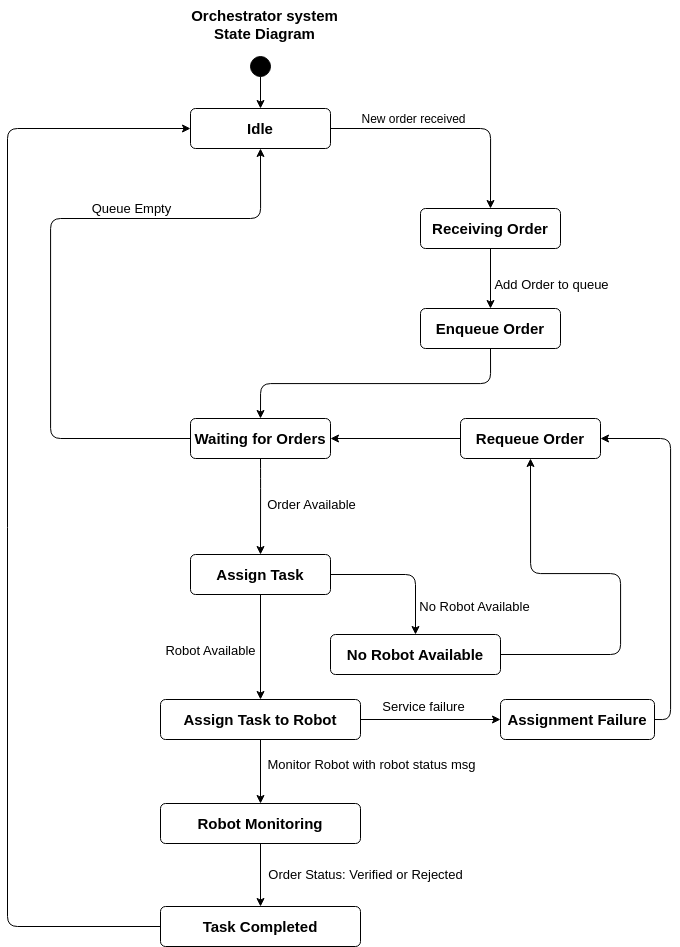 Orchestrator system
State Diagram
Idle
New order received
Queue Empty
Receiving Order
Add Order to queue
Enqueue Order
Waiting for Orders
Requeue Order
Order Available
Assign Task
No Robot Available
Robot Available
No Robot Available
Service failure
Assign Task to Robot
Assignment Failure
Monitor Robot with robot status msg
Robot Monitoring
Order Status: Verified or Rejected
Task Completed